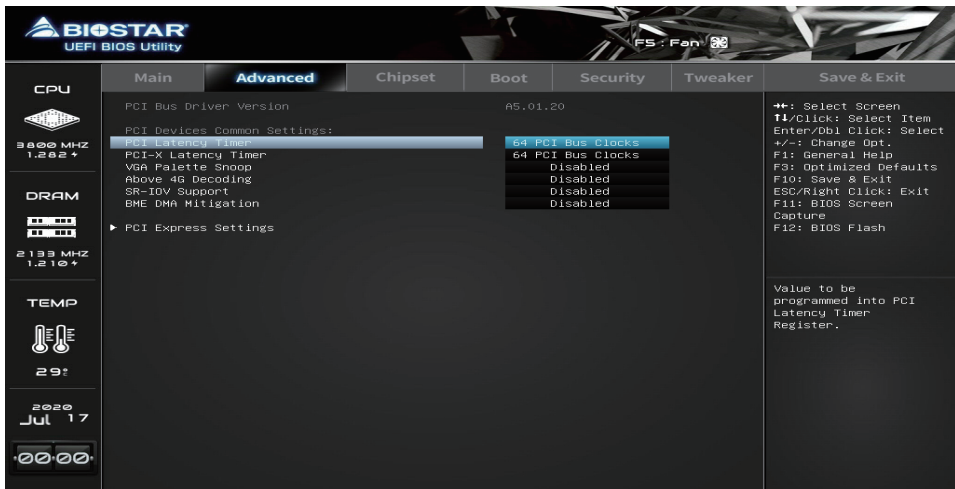 BIOSTAR
UEFI BIOS Utility
F5 : Fan
Main Advanced Chipset Boot Security Tweaker Save & Exit
CPU
3800 MHZ
1.282 V
DRAM
2133 MHZ
1.210 V
TEMP
29℃
2020
Jul 17
00:00
PCI Bus Driver Version A5.01.20
PCI Devices Common Settings:
PCI Latency Timer 64 PCI Bus Clocks
PCI-X Latency Timer 64 PCI Bus Clocks
VGA Palette Snoop Disabled
Above 4G Decoding Disabled
SR-IOV Support Disabled
BME DMA Mitigation Disabled
▶ PCI Express Settings
→←: Select Screen
↑↓/Click: Select Item
Enter/Dbl Click: Select
+/-: Change Opt.
F1: General Help
F3: Optimized Defaults
F10: Save & Exit
ESC/Right Click: Exit
F11: BIOS Screen
Capture
F12: BIOS Flash
Value to be
programmed into PCI
Latency Timer
Register.